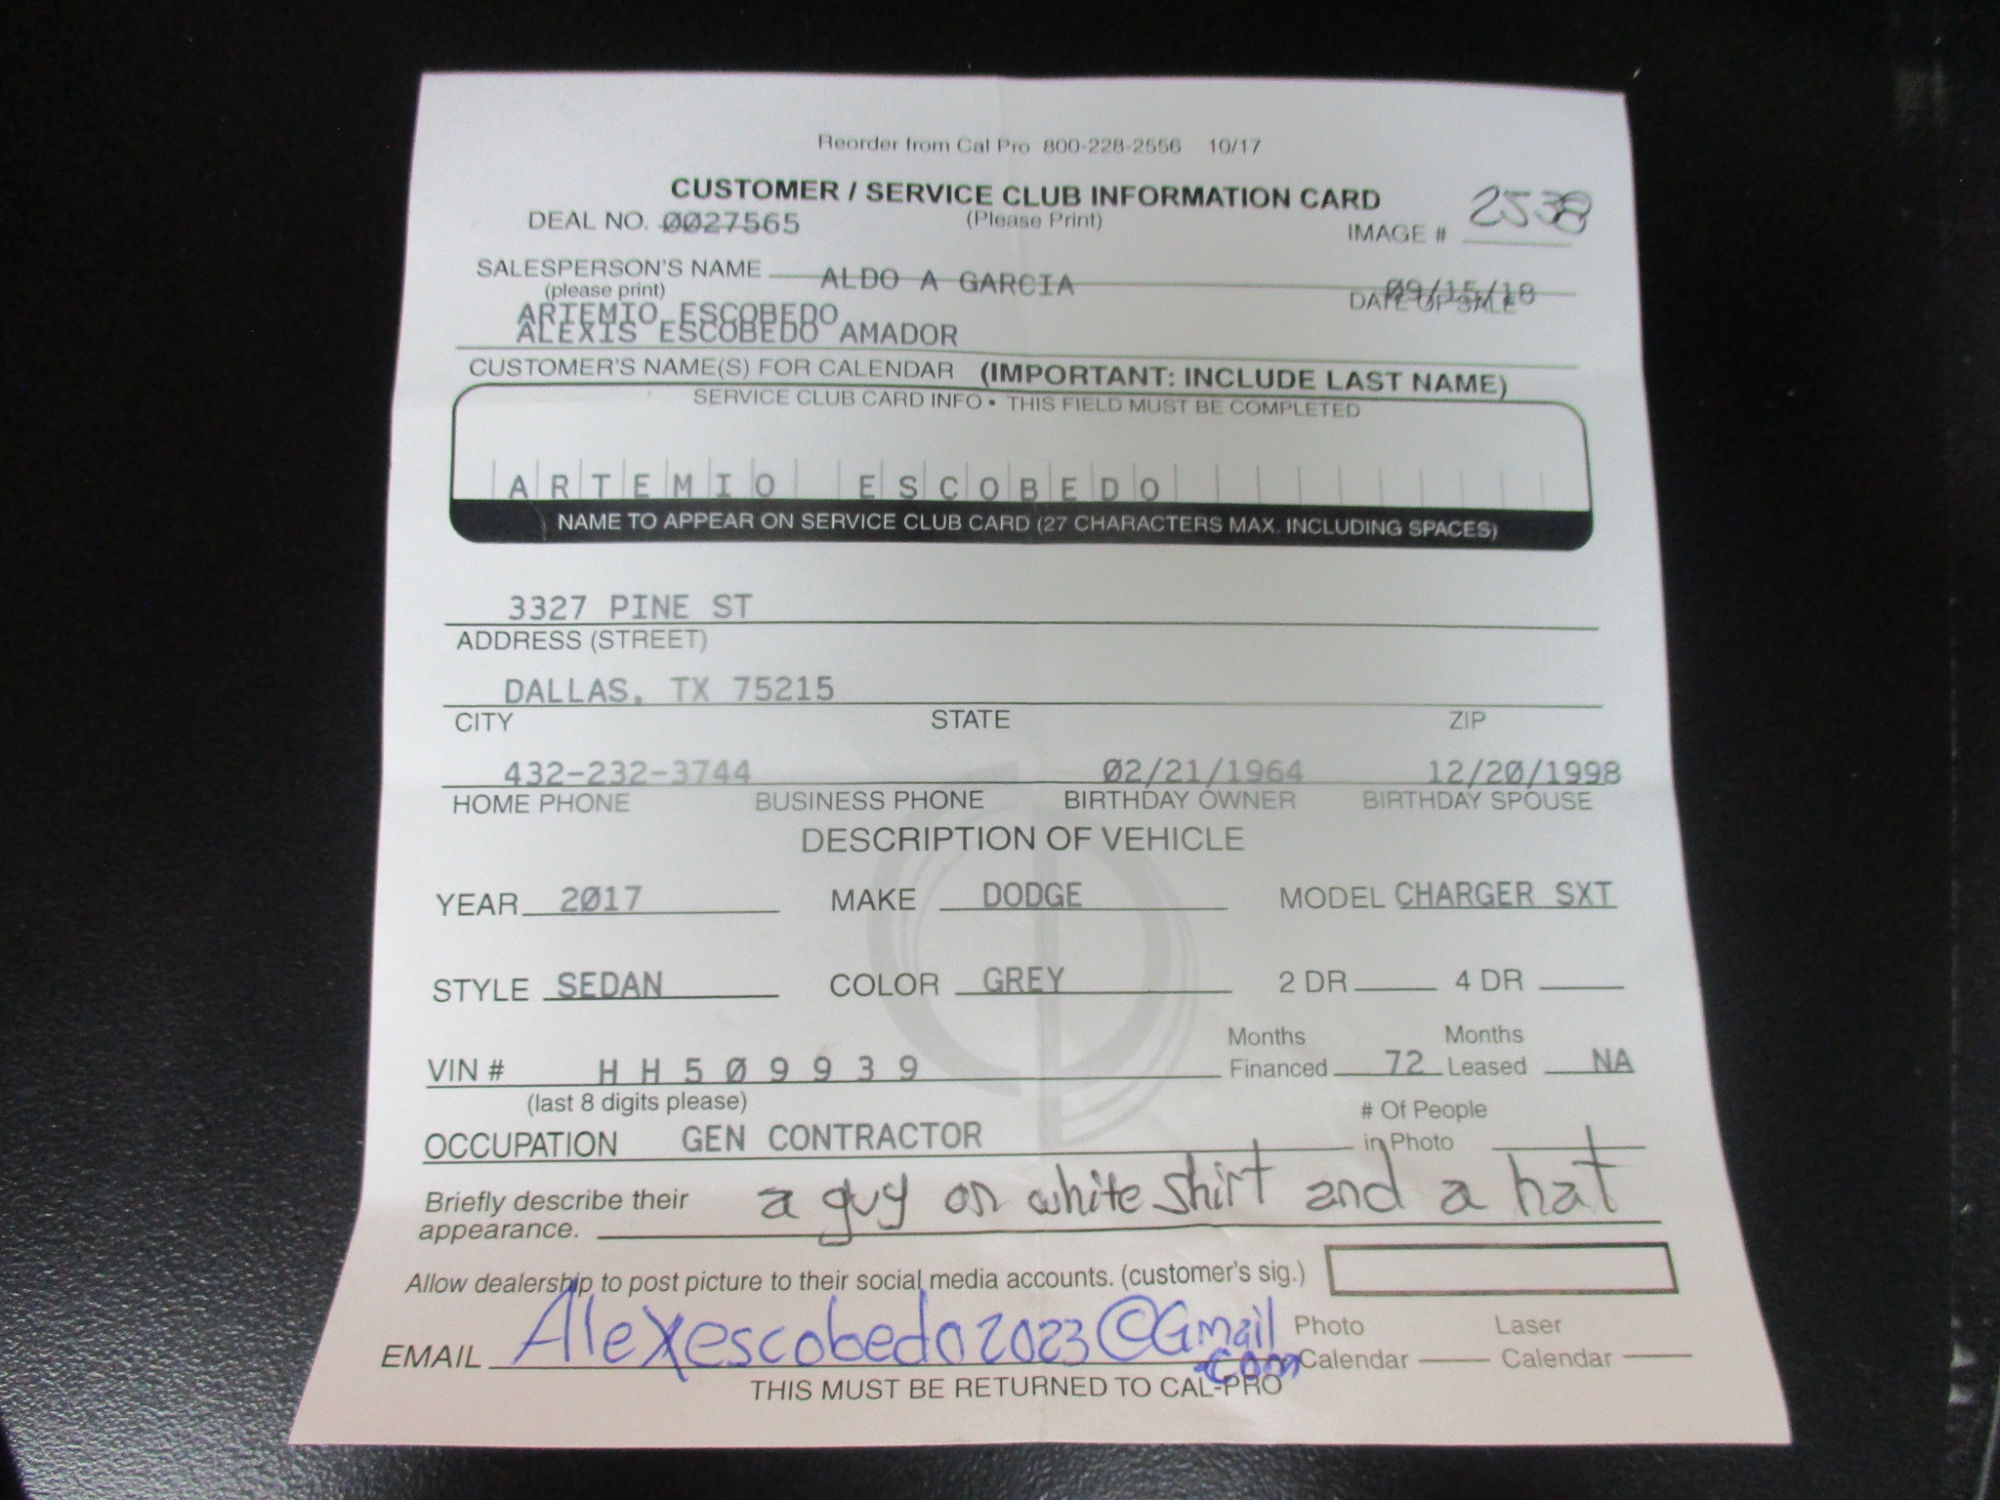 Reorder from Cal Pro 800-228-2556 10/17
CUSTOMER / SERVICE CLUB INFORMATION CARD
DEAL NO. 0027565 (Please Print) IMAGE # 2538
SALESPERSON'S NAME ALDO A GARCIA 09/15/18
(please print) DATE OF SALE
ARTEMIO ESCOBEDO
ALEXIS ESCOBEDO AMADOR
CUSTOMER'S NAME(S) FOR CALENDAR (IMPORTANT: INCLUDE LAST NAME)
SERVICE CLUB CARD INFO • THIS FIELD MUST BE COMPLETED
ARTEMIO ESCOBEDO
NAME TO APPEAR ON SERVICE CLUB CARD (27 CHARACTERS MAX. INCLUDING SPACES)
3327 PINE ST
ADDRESS (STREET)
DALLAS, TX 75215
CITY STATE ZIP
432-232-3744 02/21/1964 12/20/1998
HOME PHONE BUSINESS PHONE BIRTHDAY OWNER BIRTHDAY SPOUSE
DESCRIPTION OF VEHICLE
YEAR 2017 MAKE DODGE MODEL CHARGER SXT
STYLE SEDAN COLOR GREY 2 DR 4 DR
Months Months
VIN # HH509939 Financed 72 Leased NA
(last 8 digits please) # Of People
OCCUPATION GEN CONTRACTOR in Photo
Briefly describe their a guy on white shirt and a hat
appearance.
Allow dealership to post picture to their social media accounts. (customer's sig.)
EMAIL Alexescobedo2023@Gmail Photo Laser
.com Calendar Calendar
THIS MUST BE RETURNED TO CAL-PRO